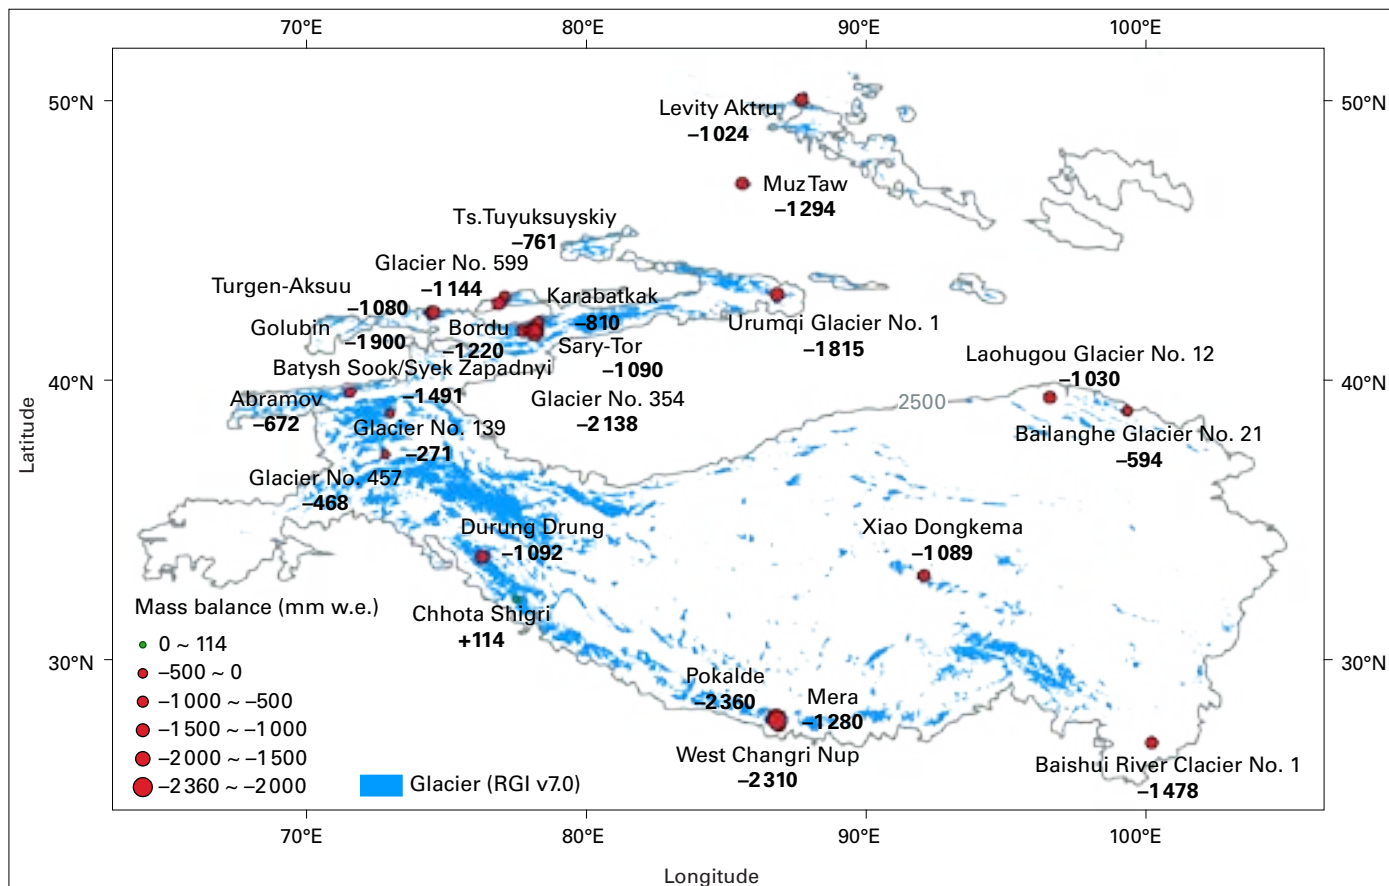 70°E
80°E
90°E
100°E
50°N
50°N
Levity Aktru
–1 024
Muz Taw
–1 294
Ts.Tuyuksuyskiy
–761
Glacier No. 599
–1 144
Turgen-Aksuu
–1 080
Karabatkak
–810
Golubin
–1 900
Bordu
–1 220
Urumqi Glacier No. 1
–1 815
Sary-Tor
–1 090
Laohugou Glacier No. 12
–1 030
Batysh Sook/Syek Zapadnyi
–1 491
40°N
40°N
Abramov
–672
Glacier No. 354
–2 138
2500
Glacier No. 139
–271
Bailanghe Glacier No. 21
–594
Latitude
Glacier No. 457
–468
Durung Drung
–1 092
Xiao Dongkema
–1 089
Chhota Shigri
+114
Mass balance (mm w.e.)
0 ~ 114
–500 ~ 0
–1 000 ~ –500
–1 500 ~ –1 000
–2 000 ~ –1 500
–2 360 ~ –2 000
Glacier (RGI v7.0)
30°N
30°N
Pokalde
–2 360
Mera
–1 280
West Changri Nup
–2 310
Baishui River Clacier No. 1
–1 478
70°E
80°E
90°E
100°E
Longitude